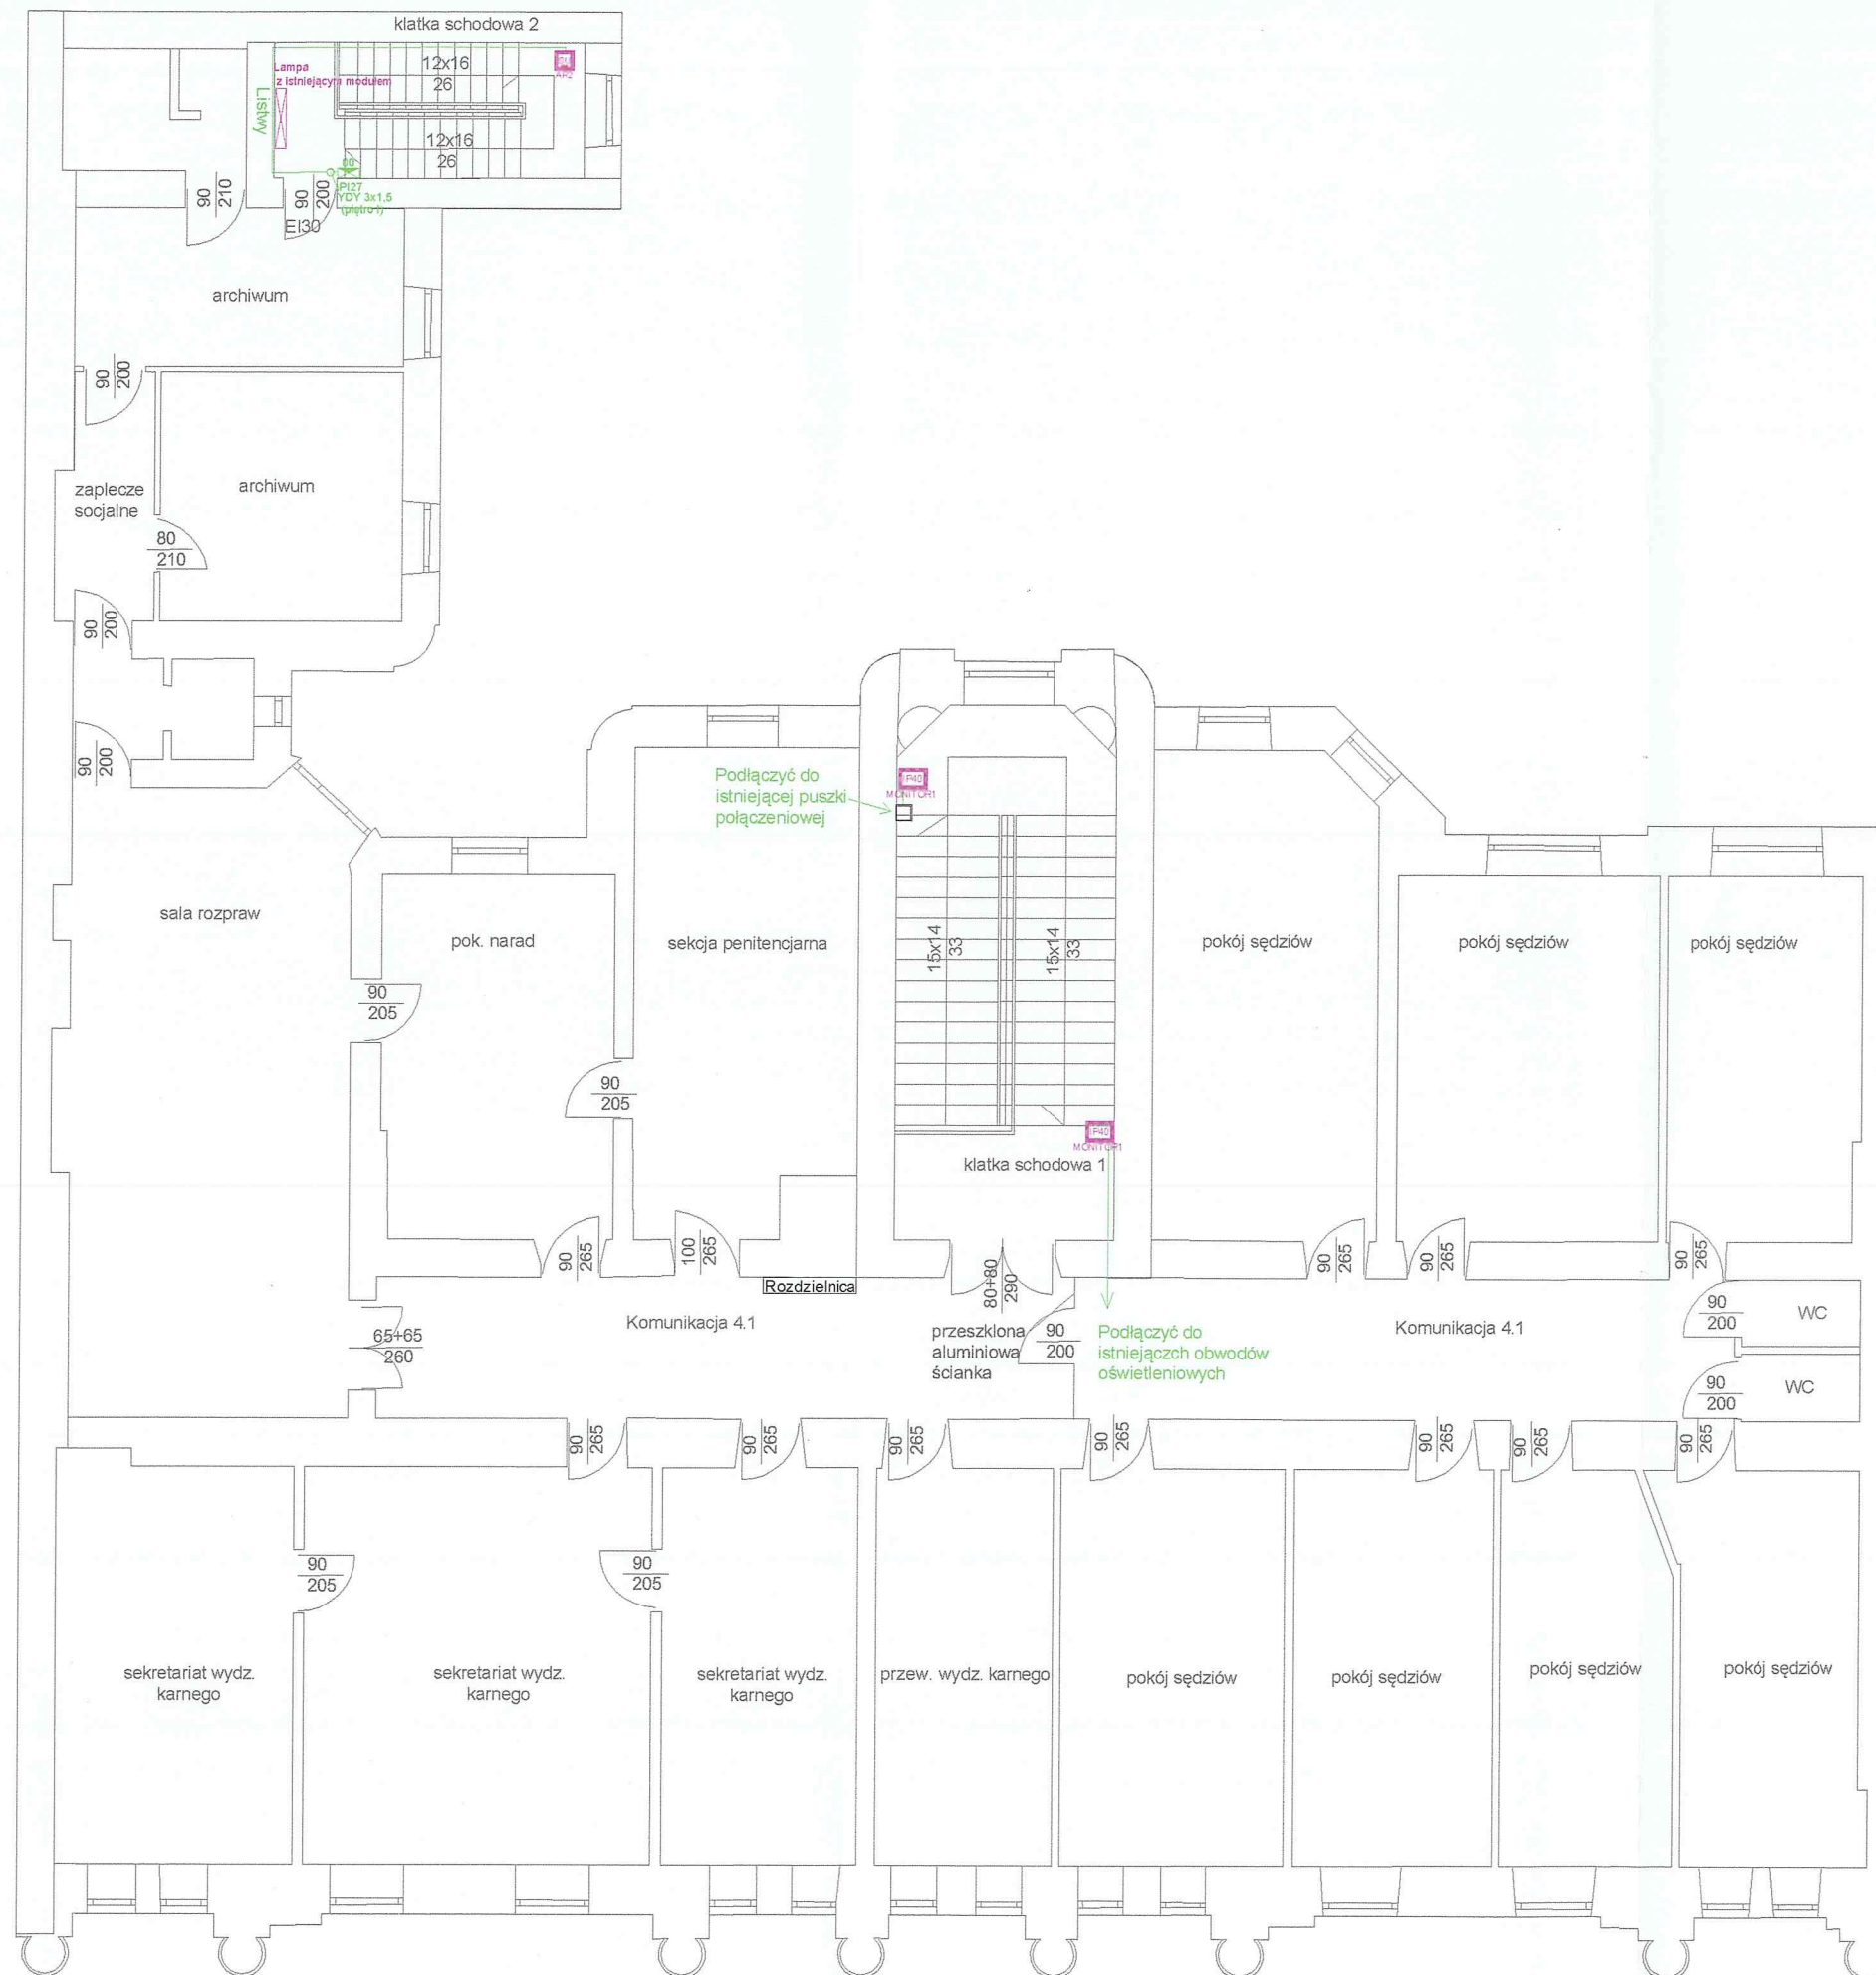 klatka schodowa 2
Lampa
z istniejącym modułem
Listwy
12x16
26
12x16
26
90
210
90
200
EI30
PI27
YDY 3x1,5
(piętro I)
archiwum
90
200
zaplecze
socjalne
archiwum
80
210
90
200
90
200
Podłączyć do
istniejącej puszki
połączeniowej
IP40
MONITOR1
sala rozpraw
pok. narad
sekcja penitencjarna
15x14
33
15x14
33
pokój sędziów
pokój sędziów
pokój sędziów
90
205
90
205
IP40
MONITOR1
klatka schodowa 1
90
265
100
265
80+80
290
90
265
90
265
90
265
Rozdzielnica
65+65
260
Komunikacja 4.1
przeszklona
aluminiowa
ścianka
90
200
Podłączyć do
istniejączch obwodów
oświetleniowych
Komunikacja 4.1
90
200
WC
90
200
WC
90
265
90
265
90
265
90
265
90
265
90
265
90
265
90
205
90
205
sekretariat wydz.
karnego
sekretariat wydz.
karnego
sekretariat wydz.
karnego
przew. wydz. karnego
pokój sędziów
pokój sędziów
pokój sędziów
pokój sędziów